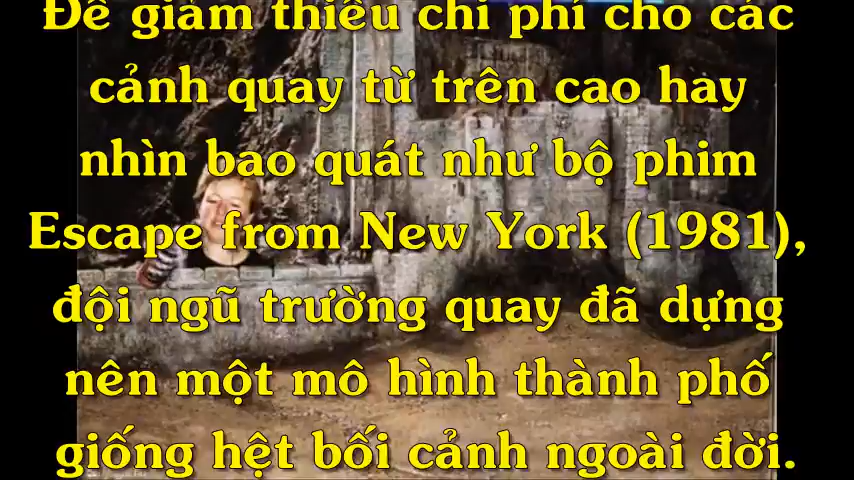 Để giảm thiểu chi phí cho các
cảnh quay từ trên cao hay
nhìn bao quát như bộ phim
Escape from New York (1981),
đội ngũ trường quay đã dựng
nên một mô hình thành phố
giống hệt bối cảnh ngoài đời.